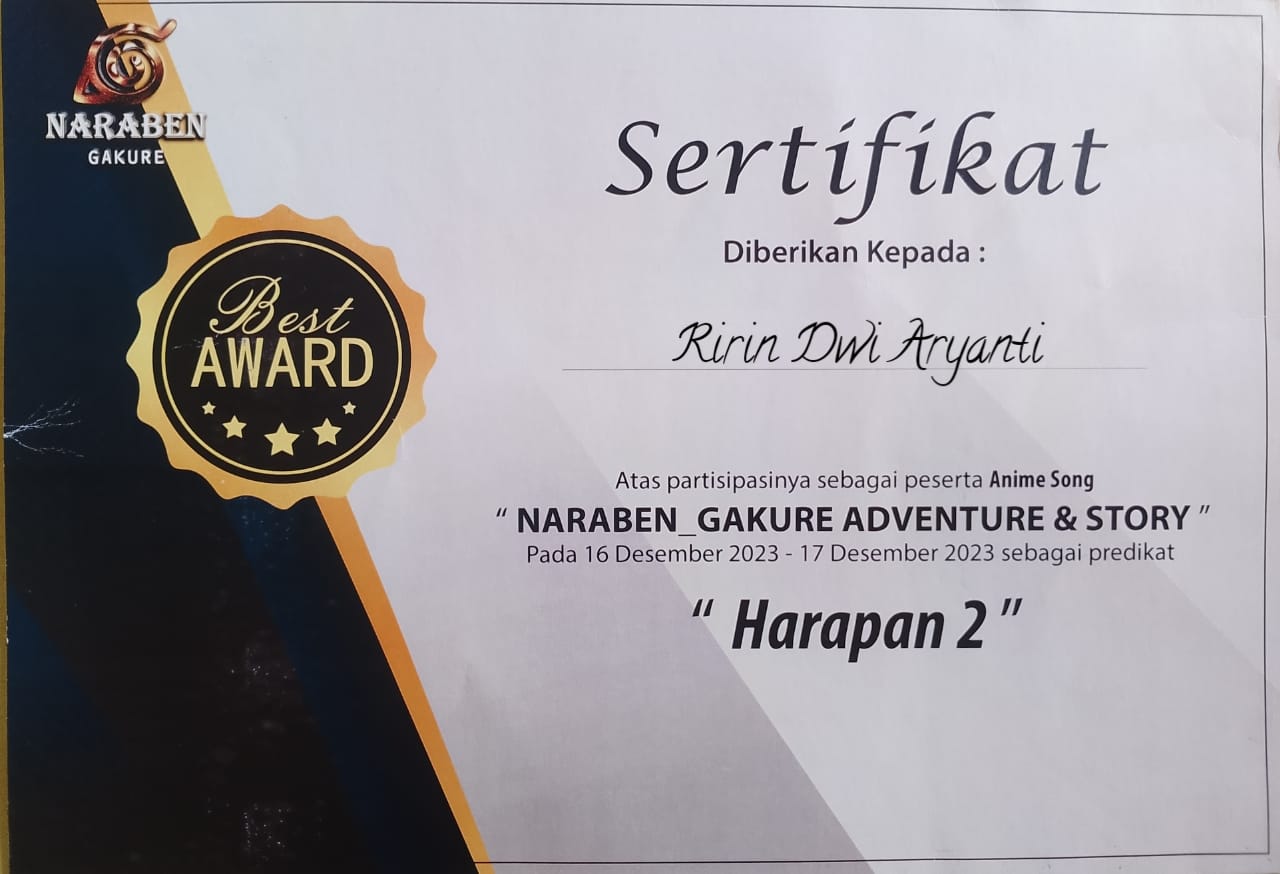 NARABEN
GAKURE
Best
AWARD
Sertifikat
Diberikan Kepada :
Ririn Dwi Aryanti
Atas partisipasinya sebagai peserta Anime Song
“ NARABEN_GAKURE ADVENTURE & STORY ”
Pada 16 Desember 2023 - 17 Desember 2023 sebagai predikat
“ Harapan 2 ”